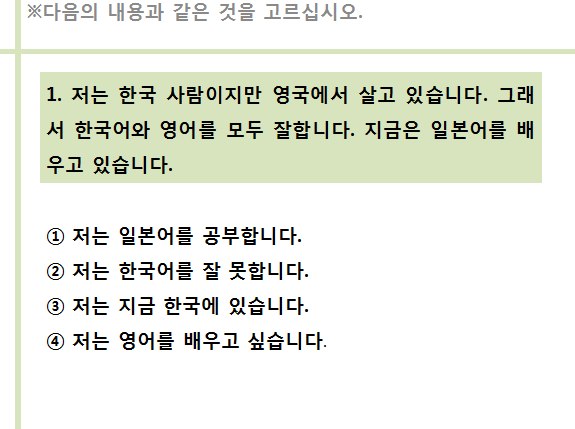 ※다음의 내용과 같은 것을 고르십시오.
1. 저는 한국 사람이지만 영국에서 살고 있습니다. 그래
서 한국어와 영어를 모두 잘합니다. 지금은 일본어를 배
우고 있습니다.
① 저는 일본어를 공부합니다.
② 저는 한국어를 잘 못합니다.
③ 저는 지금 한국에 있습니다.
④ 저는 영어를 배우고 싶습니다.